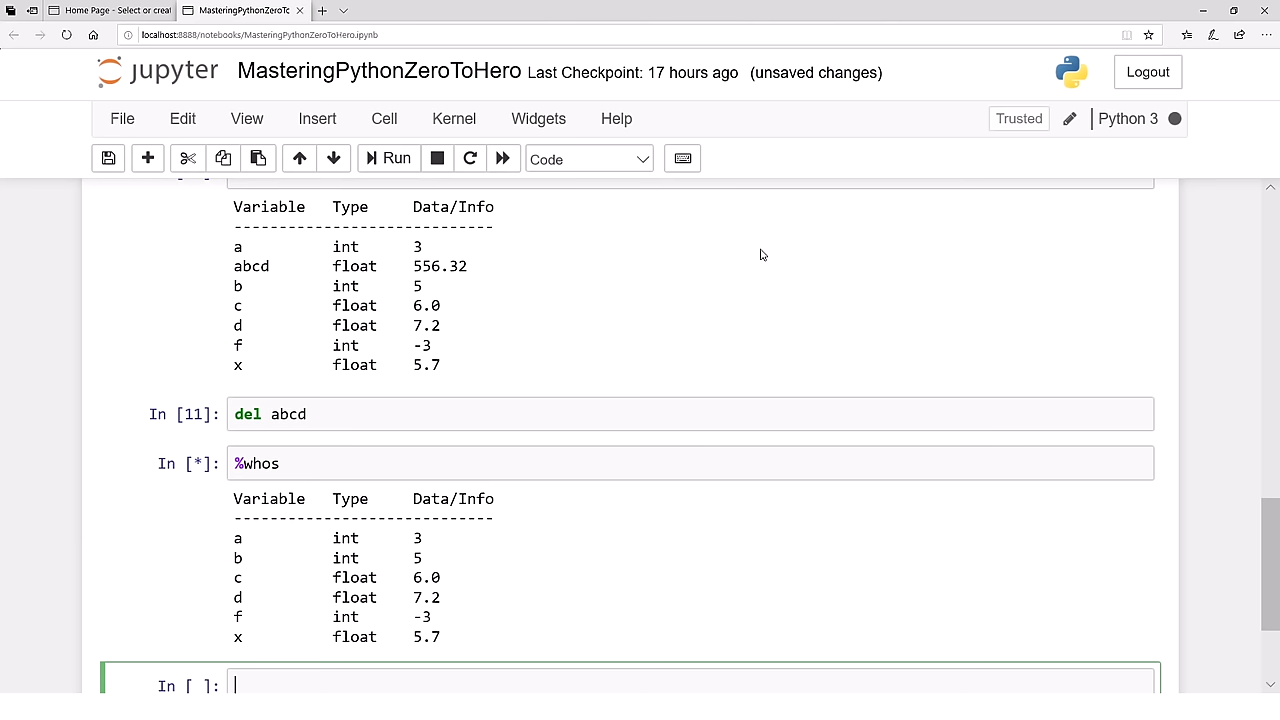 Home Page - Select or creat
MasteringPythonZeroTo
localhost:8888/notebooks/MasteringPythonZeroToHero.ipynb
jupyter MasteringPythonZeroToHero Last Checkpoint: 17 hours ago (unsaved changes) Logout
File Edit View Insert Cell Kernel Widgets Help Trusted Python 3
Run Code
Variable Type Data/Info
------------------------------
a int 3
abcd float 556.32
b int 5
c float 6.0
d float 7.2
f int -3
x float 5.7
In [11]: del abcd
In [*]: %whos
Variable Type Data/Info
------------------------------
a int 3
b int 5
c float 6.0
d float 7.2
f int -3
x float 5.7
In [ ]: